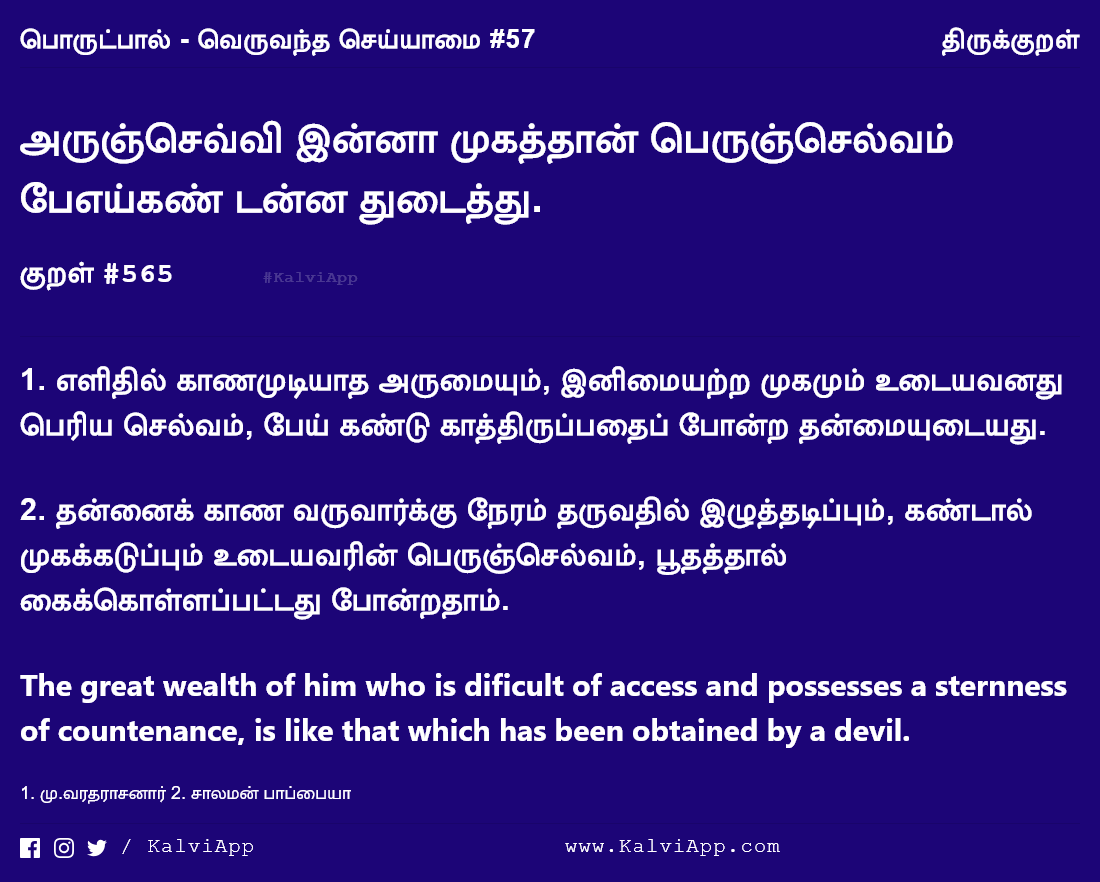 பொருட்பால் - வெருவந்த செய்யாமை #57 திருக்குறள்
அருஞ்செவ்வி இன்னா முகத்தான் பெருஞ்செல்வம்
பேஎய்கண் டன்ன துடைத்து.
குறள் #565 #KalviApp
1. எளிதில் காணமுடியாத அருமையும், இனிமையற்ற முகமும் உடையவனது
பெரிய செல்வம், பேய் கண்டு காத்திருப்பதைப் போன்ற தன்மையுடையது.
2. தன்னைக் காண வருவார்க்கு நேரம் தருவதில் இழுத்தடிப்பும், கண்டால்
முகக்கடுப்பும் உடையவரின் பெருஞ்செல்வம், பூதத்தால்
கைக்கொள்ளப்பட்டது போன்றதாம்.
The great wealth of him who is dificult of access and possesses a sternness
of countenance, is like that which has been obtained by a devil.
1. மு.வரதராசனார் 2. சாலமன் பாப்பையா
/ KalviApp www.KalviApp.com